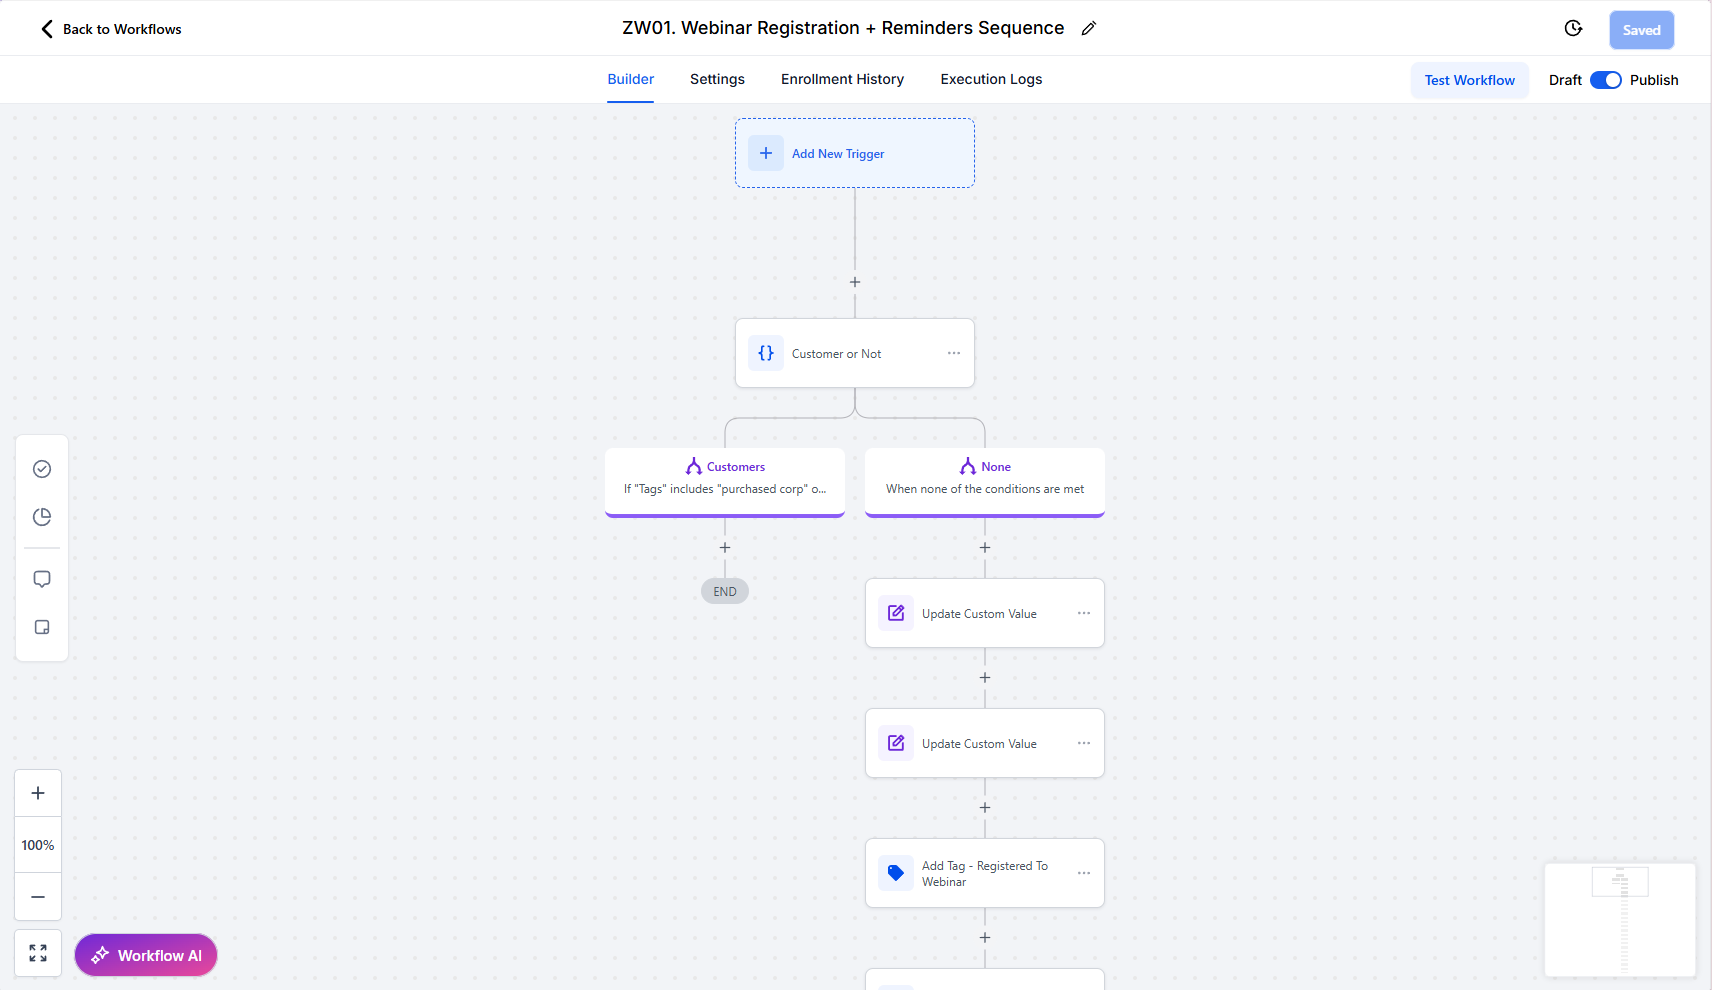 Back to Workflows
ZW01. Webinar Registration + Reminders Sequence
Saved
Builder
Settings
Enrollment History
Execution Logs
Test Workflow
Draft
Publish
Add New Trigger
Customer or Not
Customers
If "Tags" includes "purchased corp" o...
None
When none of the conditions are met
END
Update Custom Value
Update Custom Value
Add Tag - Registered To
Webinar
100%
Workflow AI